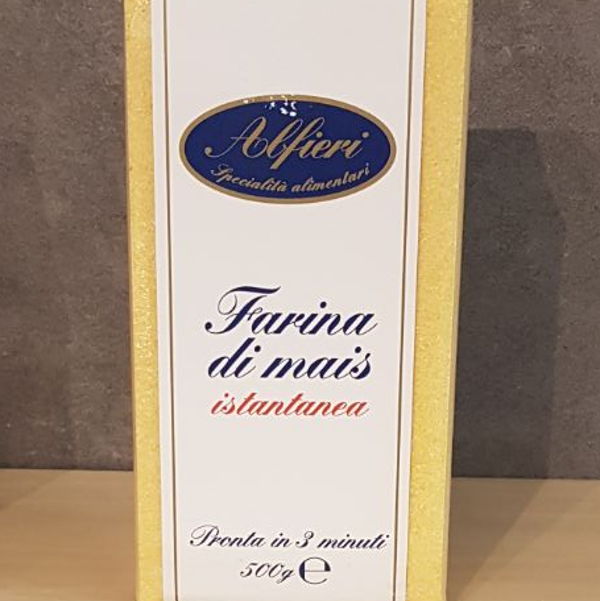 Alfieri
Specialità alimentari
Farina
di mais
istantanea
Pronta in 3 minuti
500g ℮